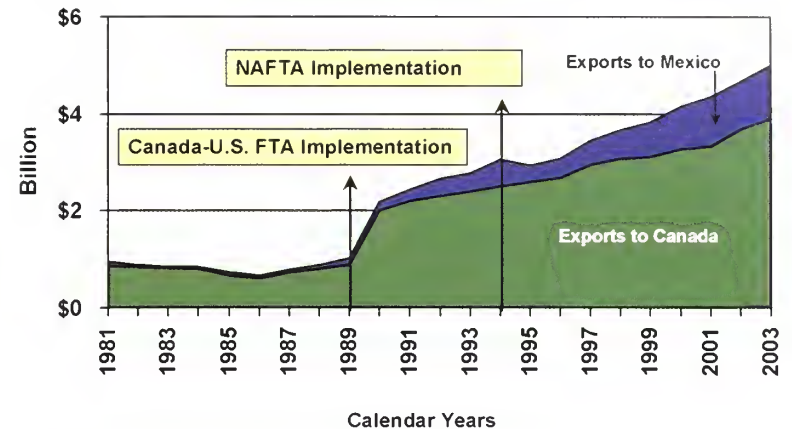 $6
NAFTA Implementation
Exports to Mexico
$4
Canada-U.S. FTA Implementation
Billion
$2
Exports to Canada
$0
1981
1983
1985
1987
1989
1991
1993
1995
1997
1999
2001
2003
Calendar Years